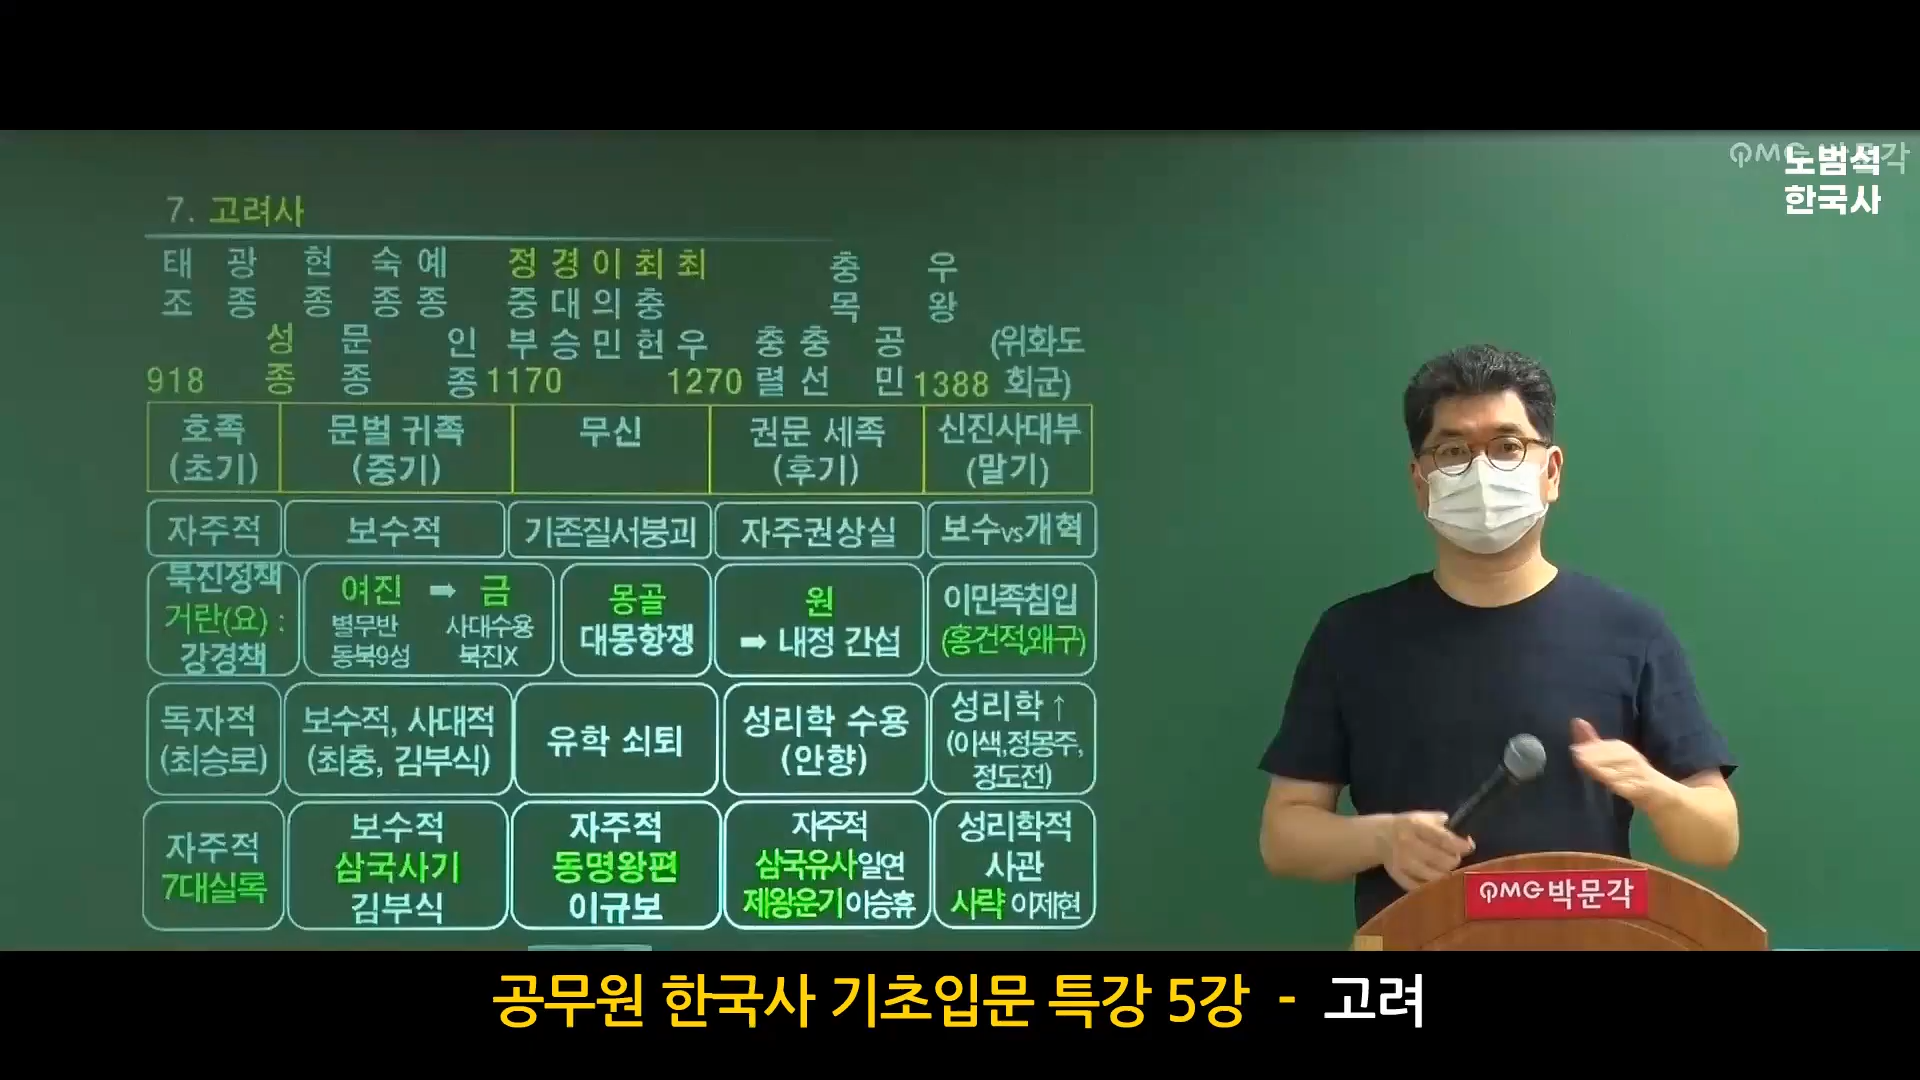 PMG 박문각
노범석
한국사
7. 고려사
태 광 현 숙 예 정 경 이 최 최 충 우
조 종 종 종 종 중 대 의 충 목 왕
성 문 인 부 승 민 헌 우 충 충 공 (위화도
918 종 종 종 1170 1270 렬 선 민 1388 회군)
호족 문벌 귀족 무신 권문 세족 신진사대부
(초기) (중기) (후기) (말기)
자주적 보수적 기존질서붕괴 자주권상실 보수vs개혁
북진정책
거란(요) :
강경책
여진 ➡ 금
별무반 사대수용
동북9성 북진X
몽골
대몽항쟁
원
➡ 내정 간섭
이민족침입
(홍건적,왜구)
독자적
(최승로)
보수적, 사대적
(최충, 김부식)
유학 쇠퇴
성리학 수용
(안향)
성리학 ↑
(이색,정몽주,
정도전)
자주적
7대실록
보수적
삼국사기
김부식
자주적
동명왕편
이규보
자주적
삼국유사 일연
제왕운기 이승휴
성리학적
사관
사략 이제현
PMG 박문각
공무원 한국사 기초입문 특강 5강 - 고려